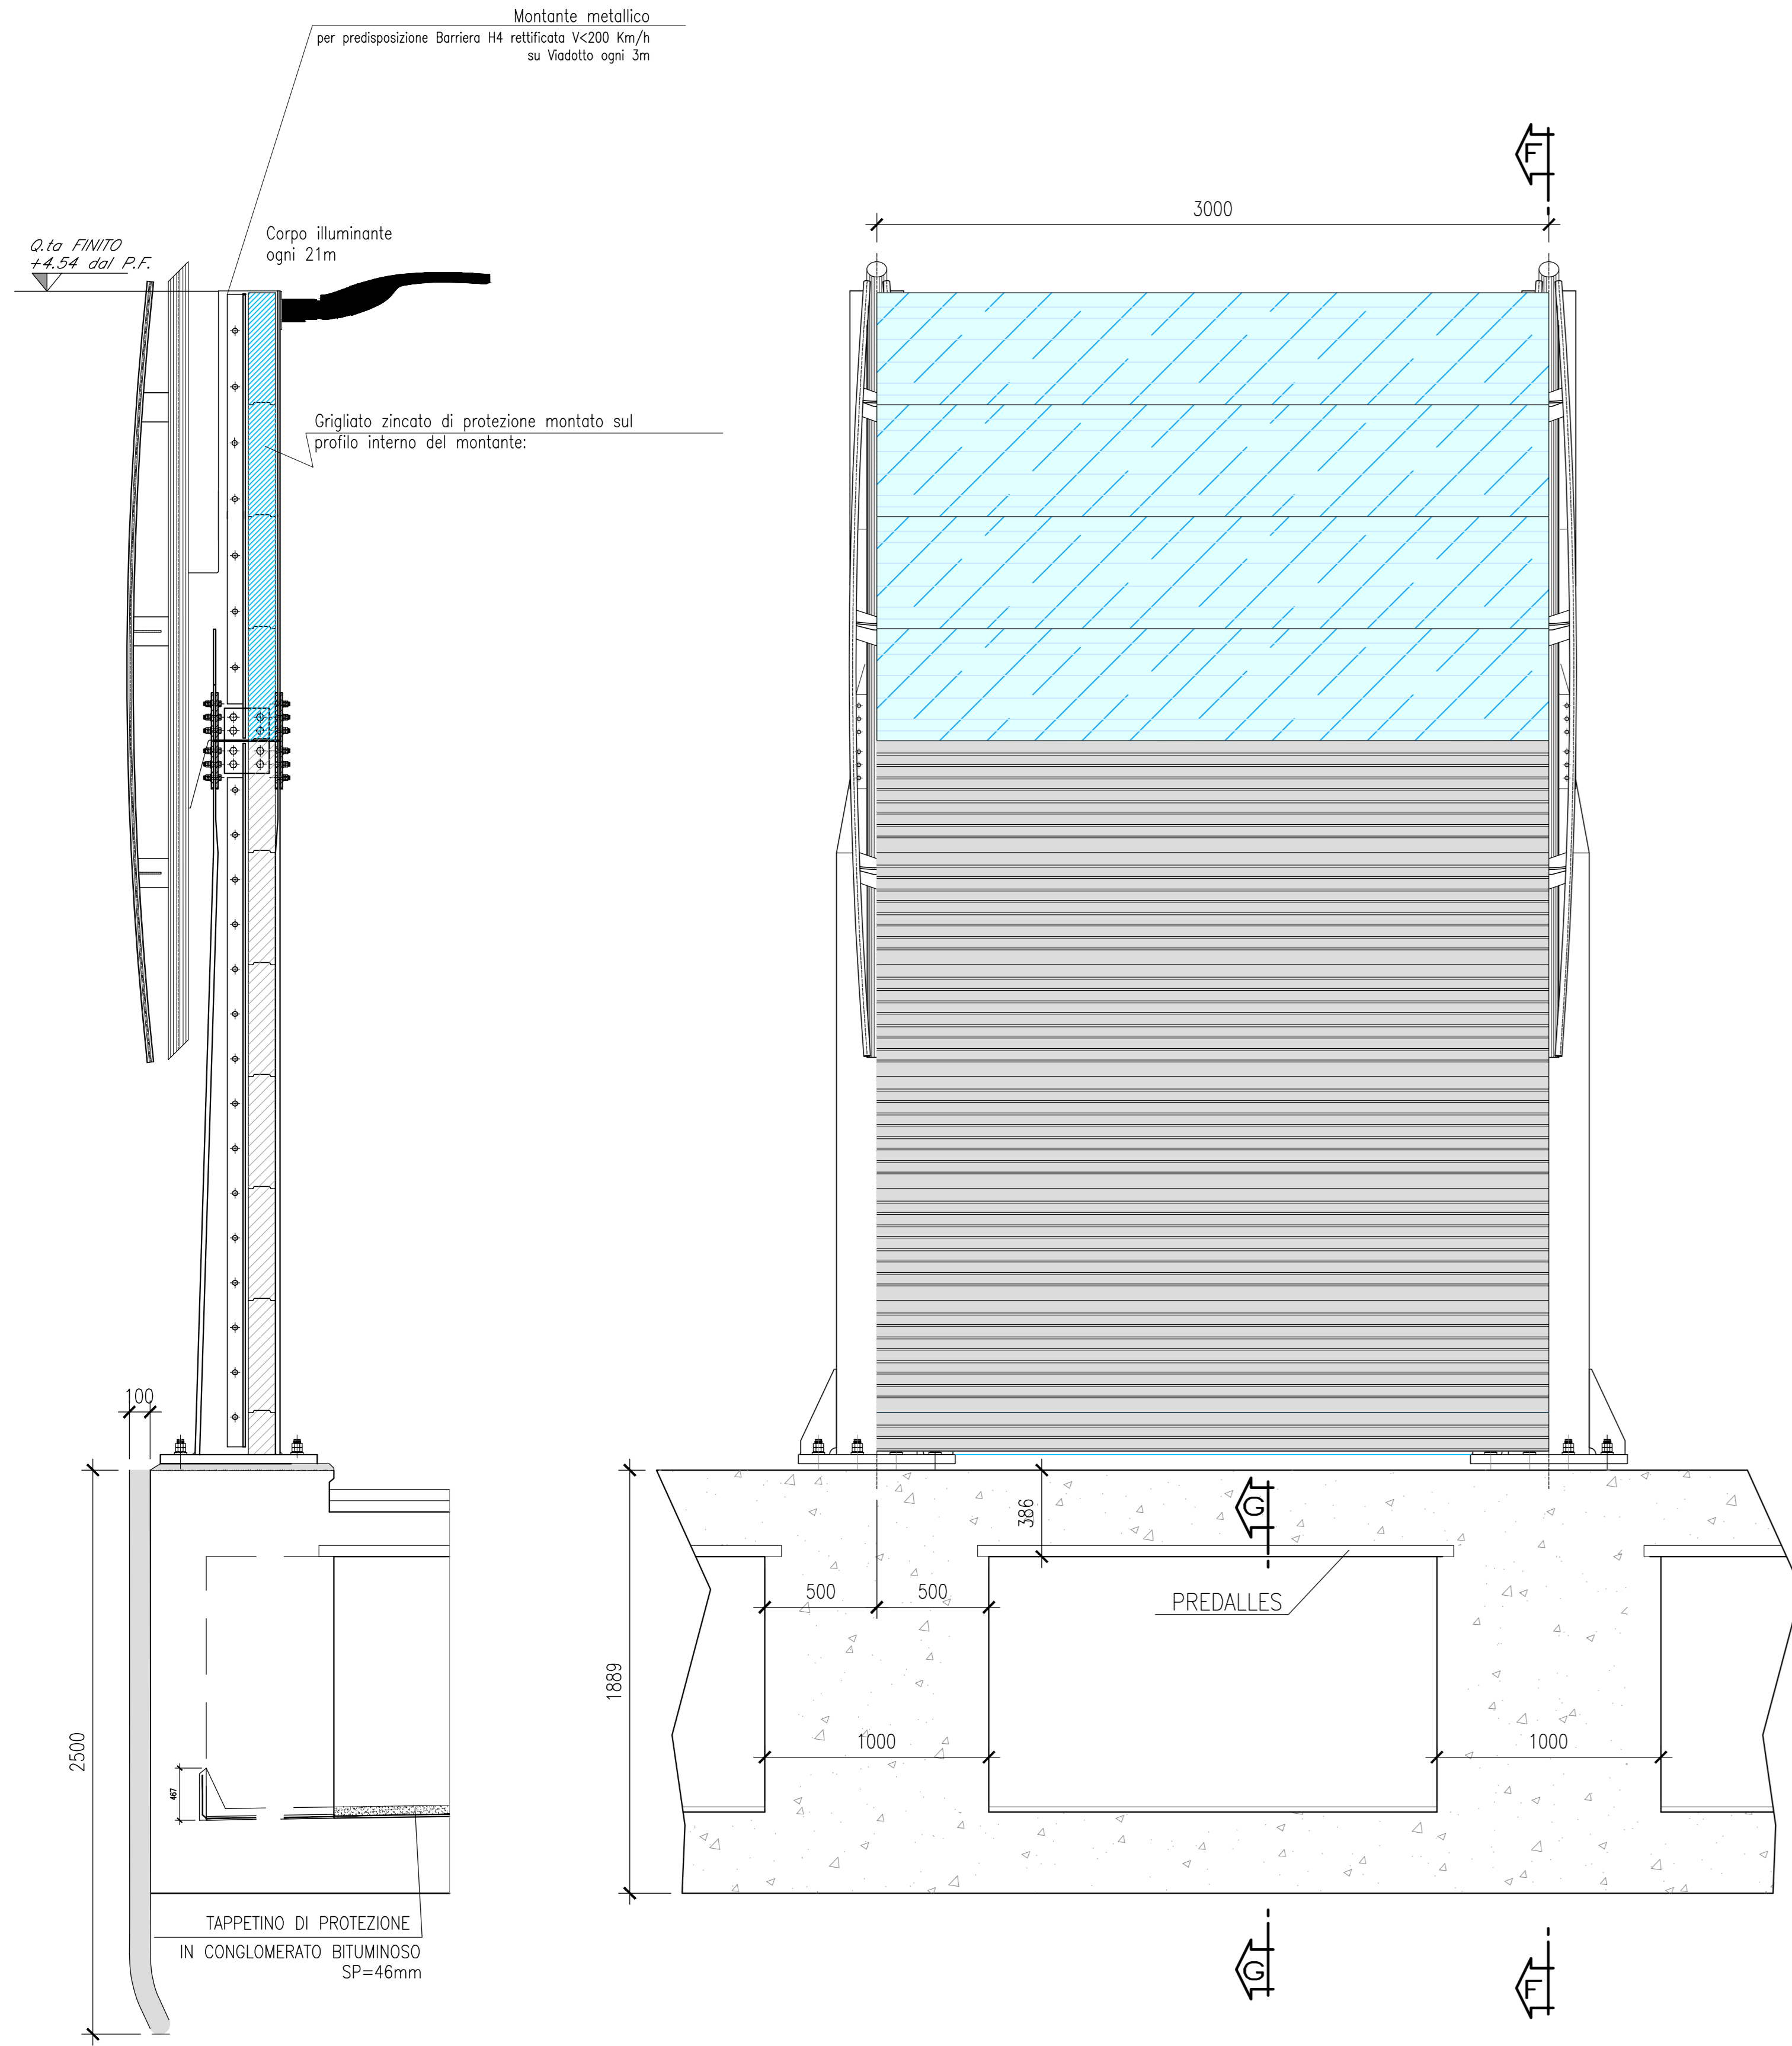 Montante metallico
per predisposizione Barriera H4 rettificata V<200 Km/h
su Viadotto ogni 3m
F
3000
Corpo illuminante
ogni 21m
Q.ta FINITO
+4.54 dal P.F.
Grigliato zincato di protezione montato sul
profilo interno del montante:
100
G
386
500
500
PREDALLES
1889
2500
1000
1000
467
TAPPETINO DI PROTEZIONE
IN CONGLOMERATO BITUMINOSO
SP=46mm
G
F